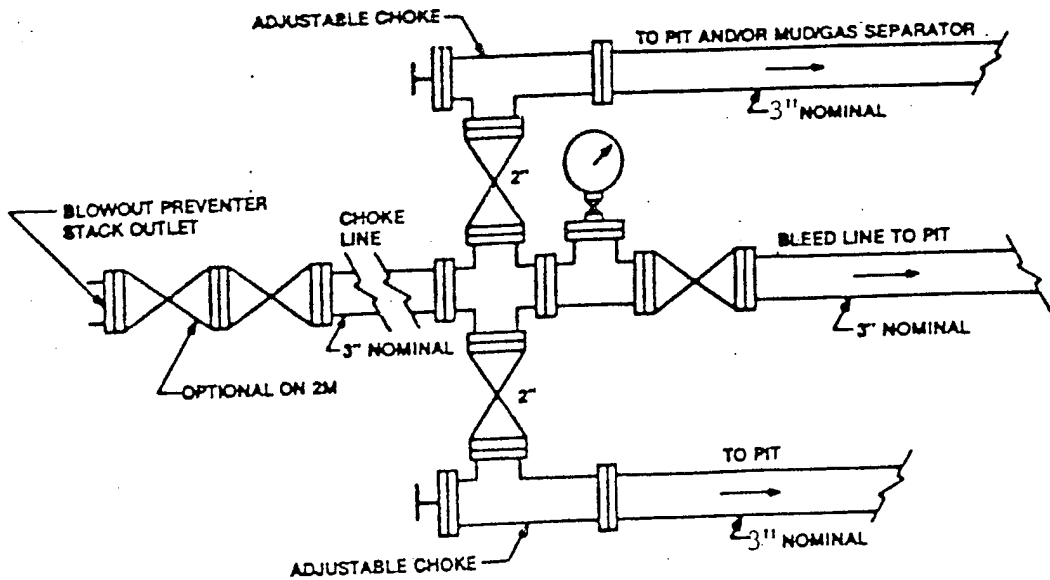 ADJUSTABLE CHOKE
TO PIT AND/OR MUD/GAS SEPARATOR
3" NOMINAL
2"
BLOWOUT PREVENTER
STACK OUTLET
CHOKE
LINE
BLEED LINE TO PIT
3" NOMINAL
3" NOMINAL
OPTIONAL ON 2M
2"
TO PIT
3" NOMINAL
ADJUSTABLE CHOKE